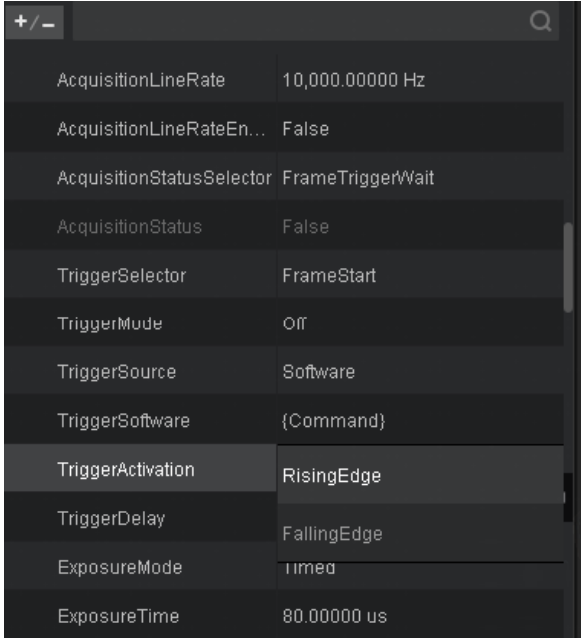 +/-
AcquisitionLineRate 10,000.00000 Hz
AcquisitionLineRateEn... False
AcquisitionStatusSelector FrameTriggerWait
AcquisitionStatus False
TriggerSelector FrameStart
TriggerMode Off
TriggerSource Software
TriggerSoftware {Command}
TriggerActivation RisingEdge
TriggerDelay FallingEdge
ExposureMode Timed
ExposureTime 80.00000 us